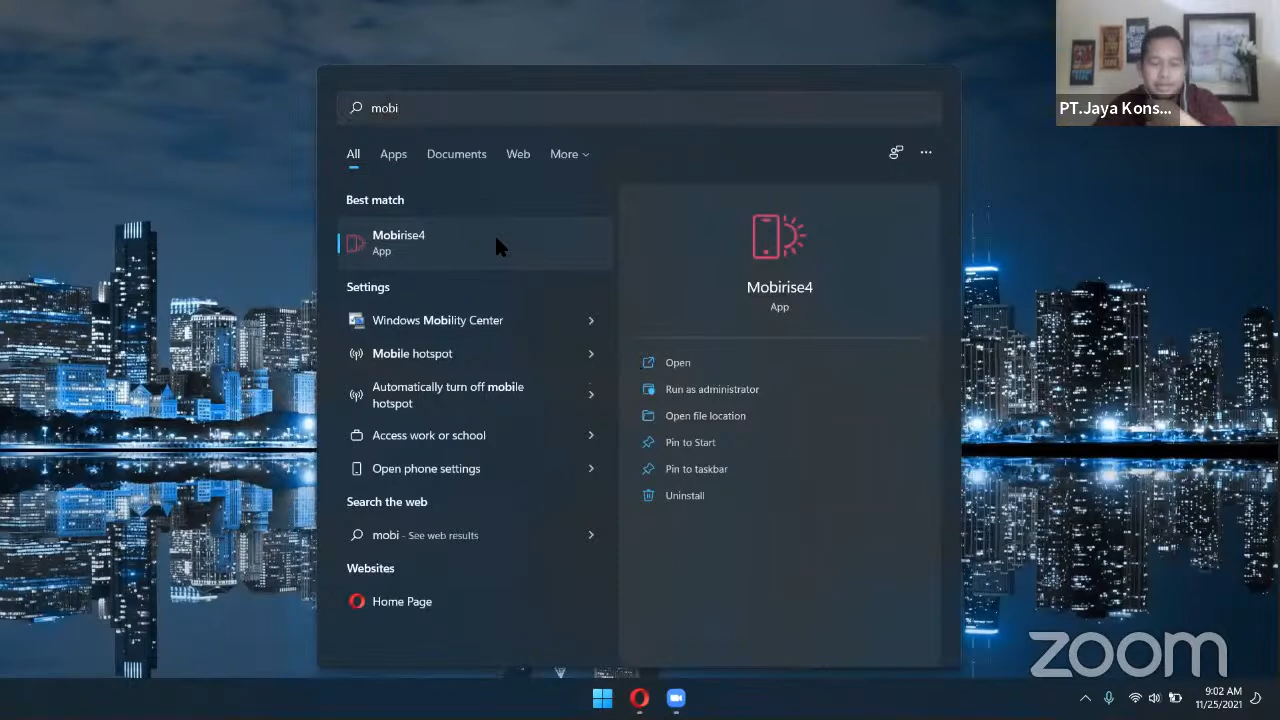 mobi
PT.Jaya Kons...
All Apps Documents Web More
Best match
Mobirise4
App
Mobirise4
App
Settings
Windows Mobility Center
Mobile hotspot
Automatically turn off mobile
hotspot
Access work or school
Open phone settings
Search the web
mobi - See web results
Websites
Home Page
Open
Run as administrator
Open file location
Pin to Start
Pin to taskbar
Uninstall
zoom
9:02 AM
11/25/2021